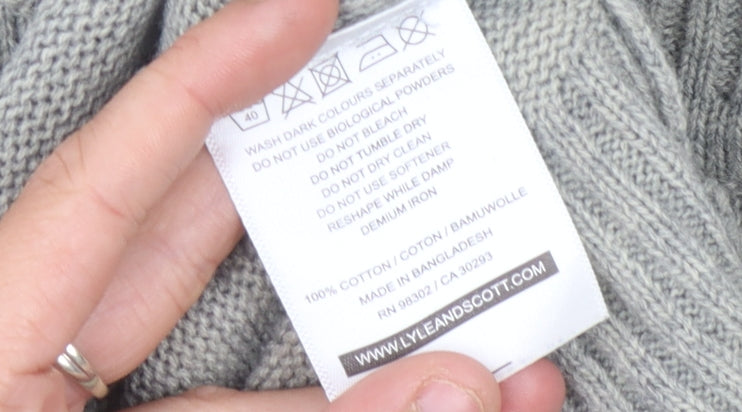 40
WASH DARK COLOURS SEPARATELY
DO NOT USE BIOLOGICAL POWDERS
DO NOT BLEACH
DO NOT TUMBLE DRY
DO NOT DRY CLEAN
DO NOT USE SOFTENER
RESHAPE WHILE DAMP
DEMIUM IRON
100% COTTON / COTON / BAMUWOLLE
MADE IN BANGLADESH
RN 98302 / CA 30293
WWW.LYLEANDSCOTT.COM